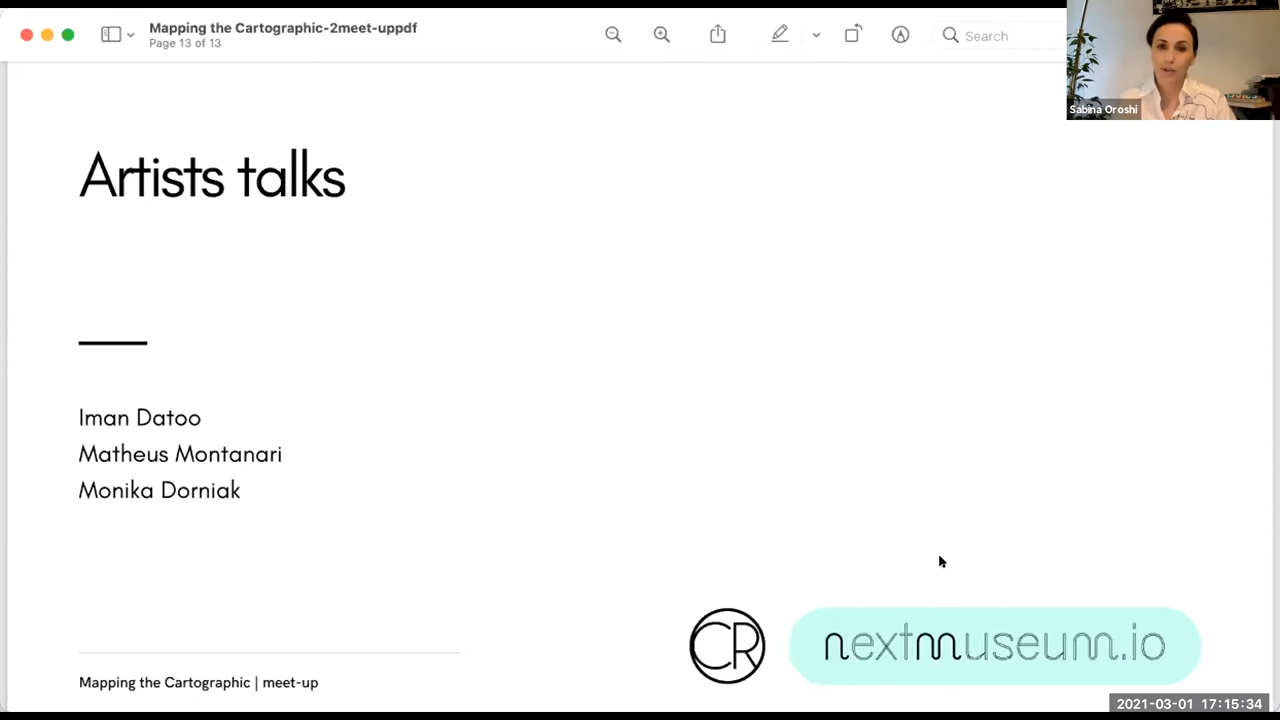 Mapping the Cartographic-2meet-uppdf
Page 13 of 13
Search
Sabina Oroshi
Artists talks
Iman Datoo
Matheus Montanari
Monika Dorniak
CR
nextmuseum.io
Mapping the Cartographic | meet-up
2021-03-01 17:15:34